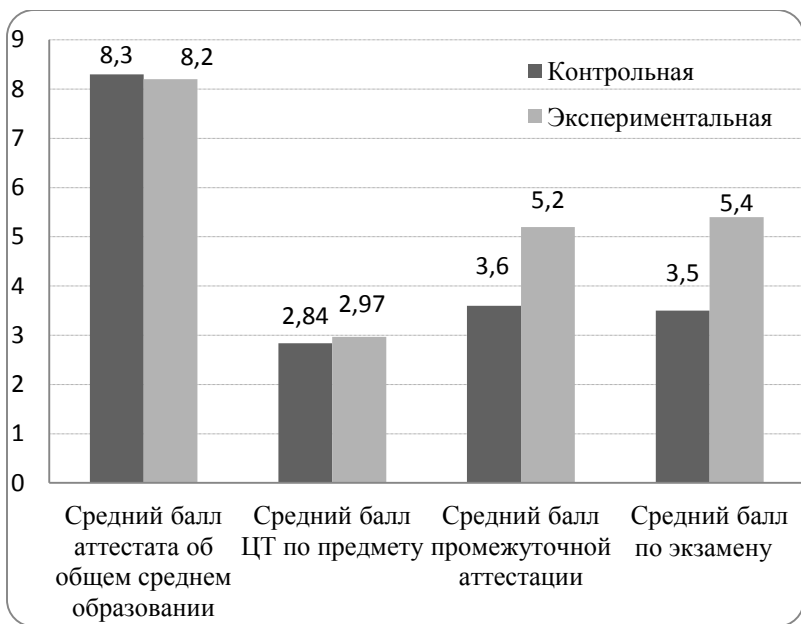 9
8
7
6
5
4
3
2
1
0
8,3
8,2
2,84
2,97
3,6
5,2
3,5
5,4
Контрольная
Экспериментальная
Средний балл
аттестата об
общем среднем
образовании
Средний балл
ЦТ по предмету
Средний балл
промежуточной
аттестации
Средний балл
по экзамену